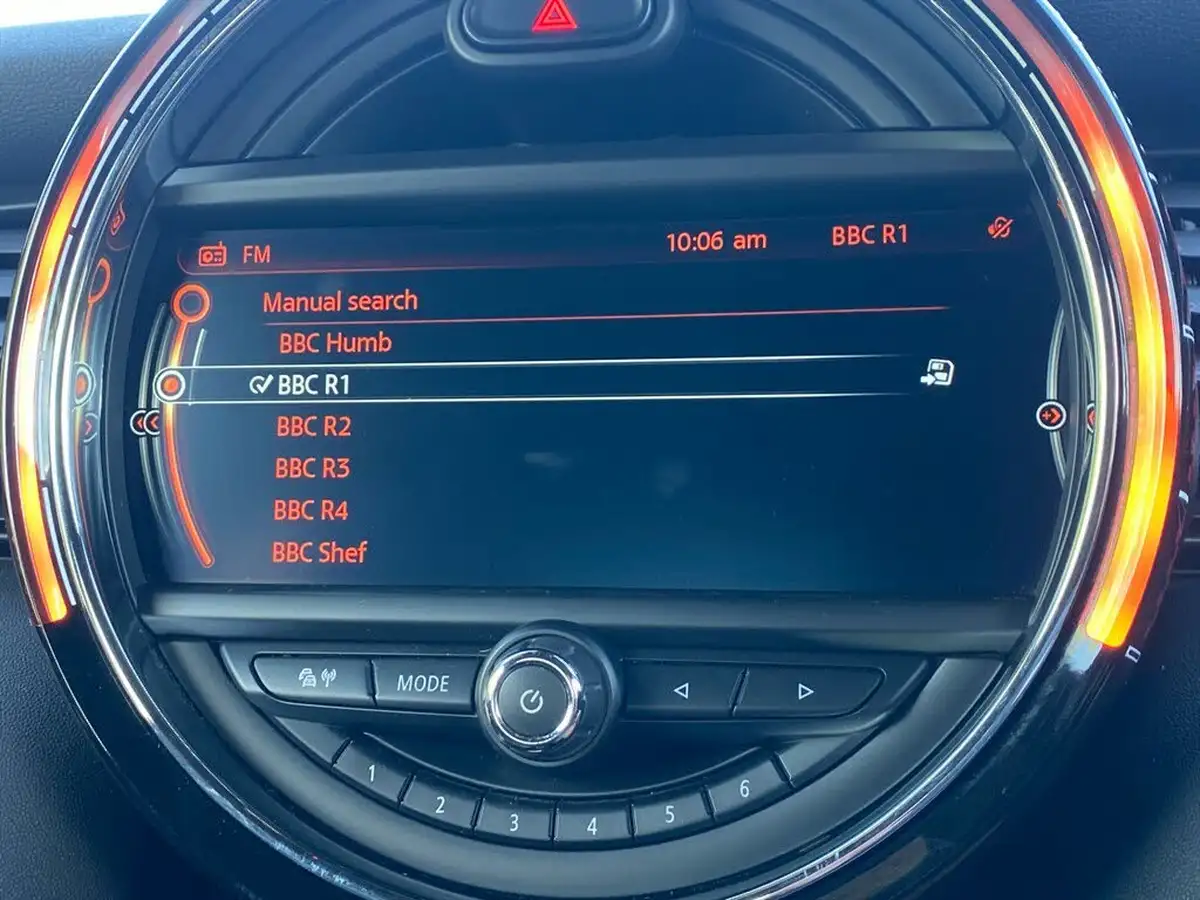 FM 10:06 am BBC R1
Manual search
BBC Humb
BBC R1
BBC R2
BBC R3
BBC R4
BBC Shef
MODE
1 2 3 4 5 6